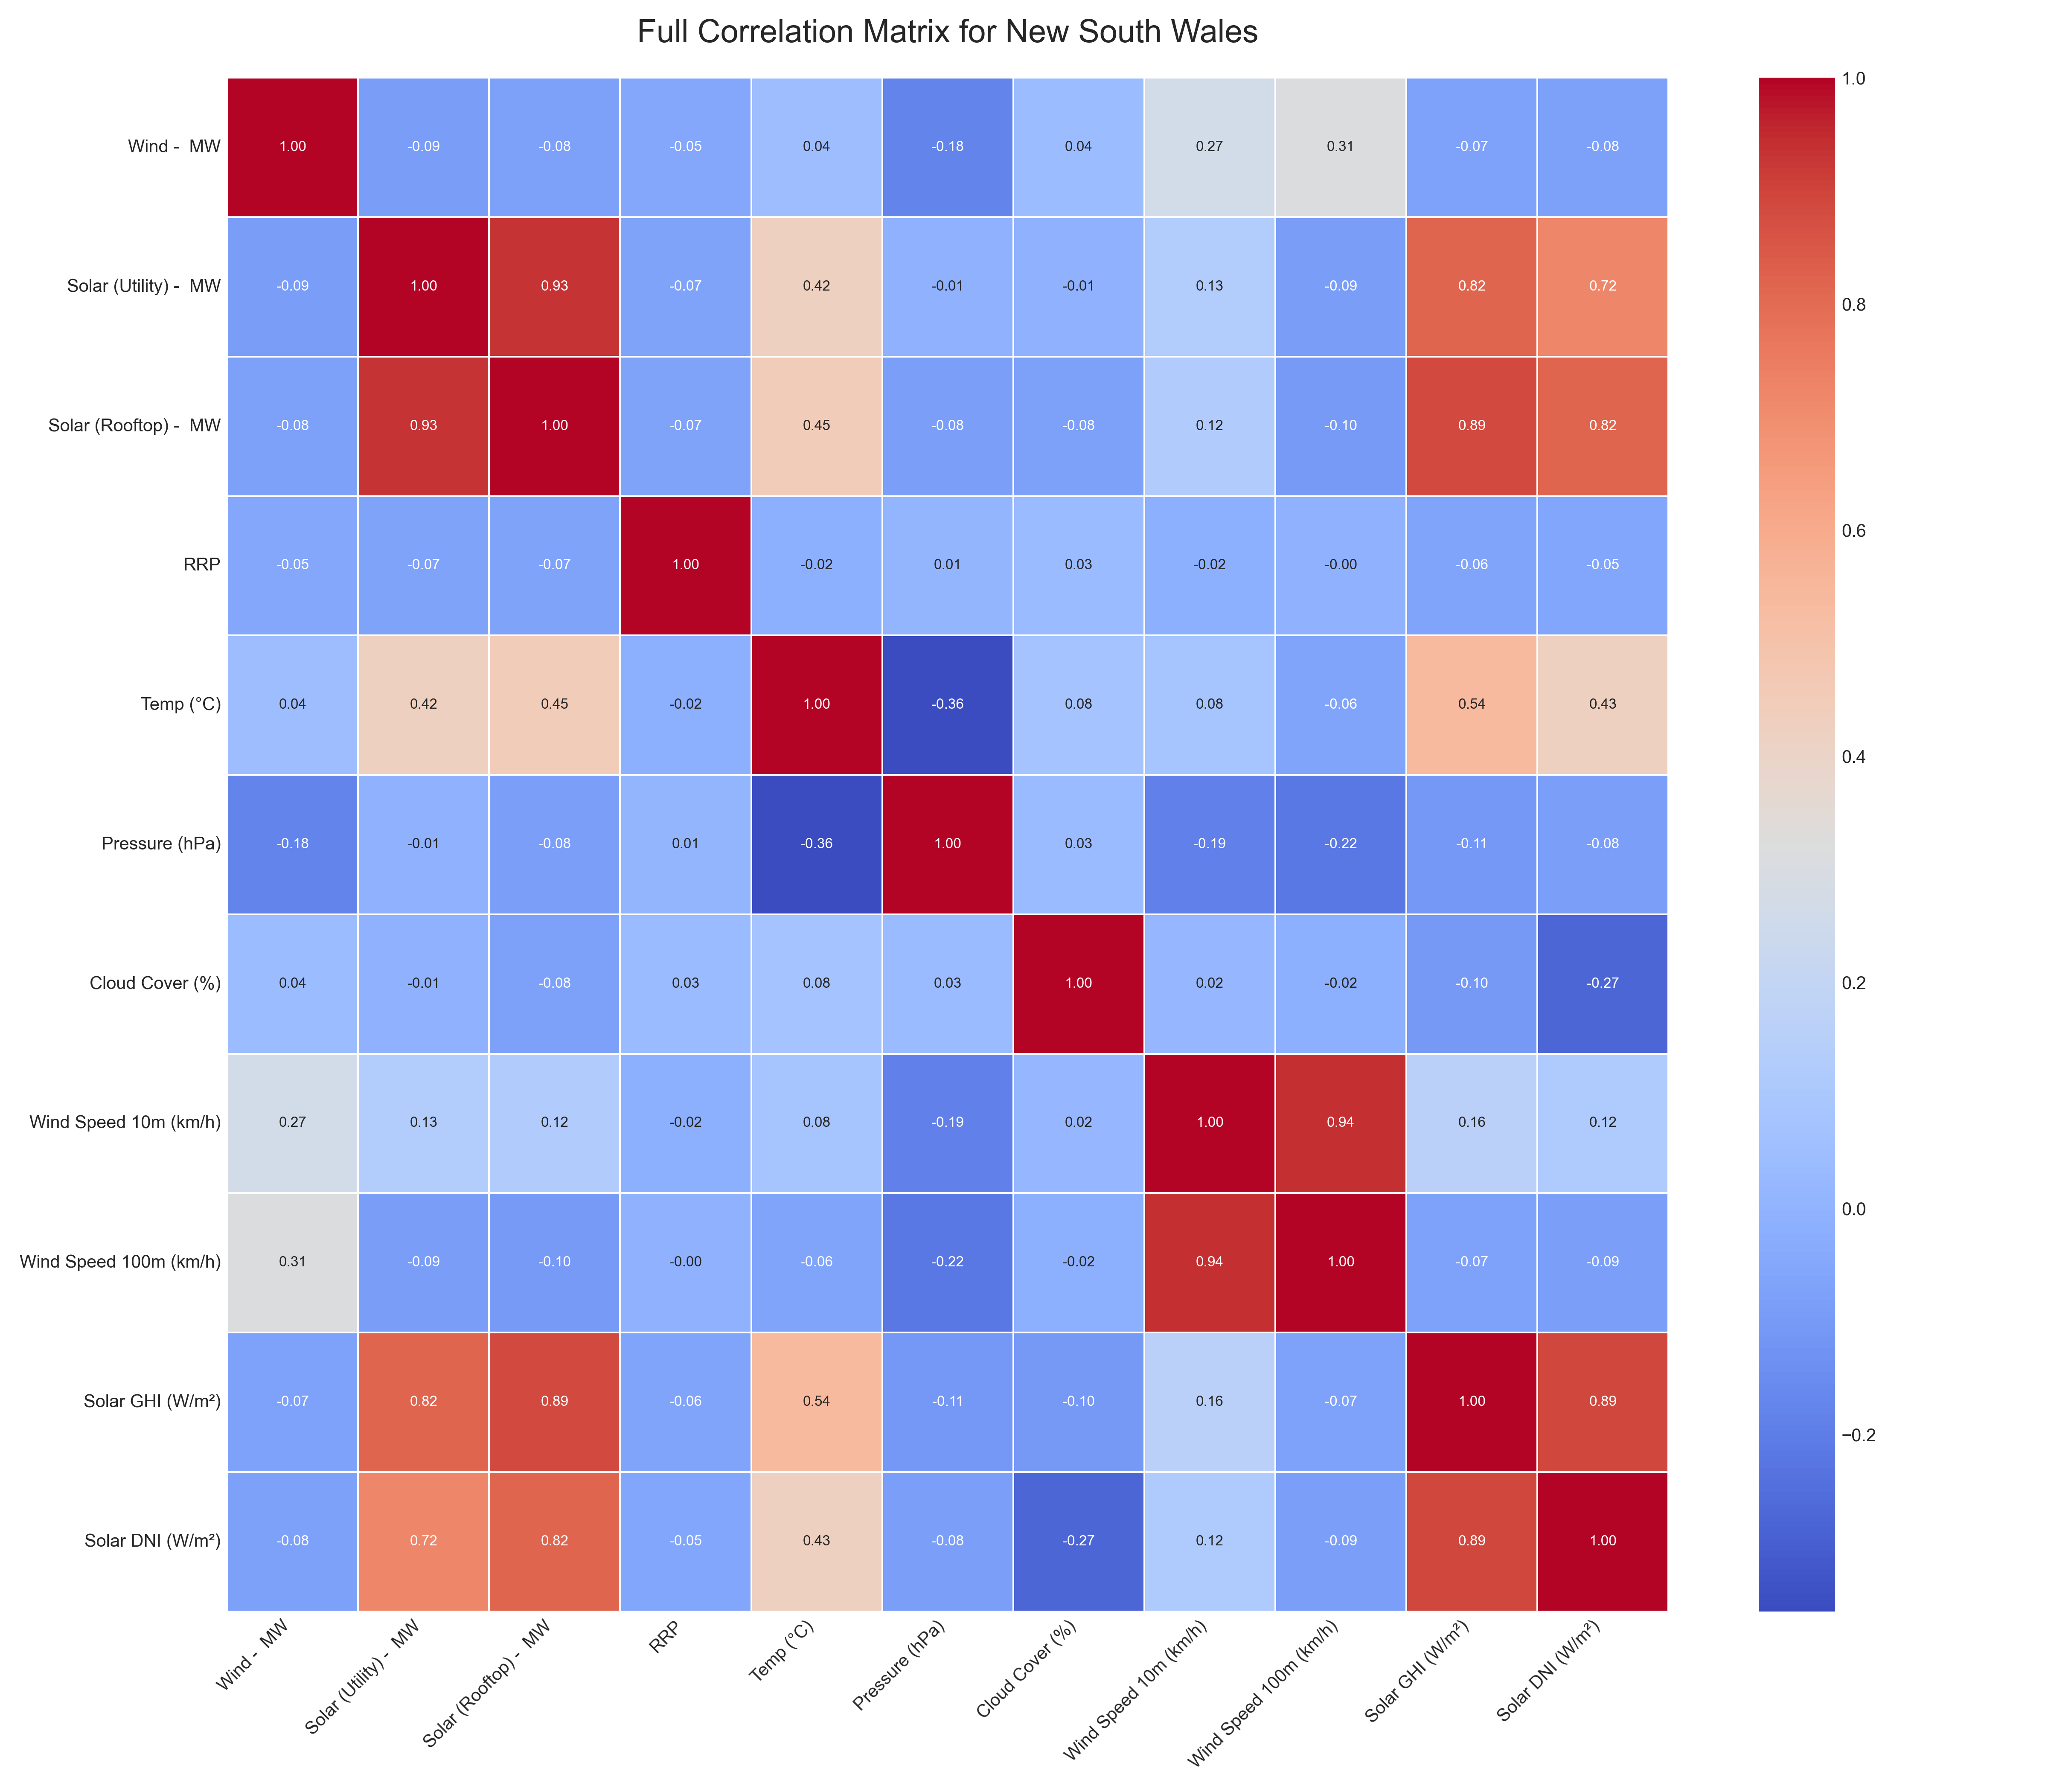 Full Correlation Matrix for New South Wales
Wind -  MW 1.00 -0.09 -0.08 -0.05 0.04 -0.18 0.04 0.27 0.31 -0.07 -0.08
Solar (Utility) -  MW -0.09 1.00 0.93 -0.07 0.42 -0.01 -0.01 0.13 -0.09 0.82 0.72
Solar (Rooftop) -  MW -0.08 0.93 1.00 -0.07 0.45 -0.08 -0.08 0.12 -0.10 0.89 0.82
RRP -0.05 -0.07 -0.07 1.00 -0.02 0.01 0.03 -0.02 -0.00 -0.06 -0.05
Temp (°C) 0.04 0.42 0.45 -0.02 1.00 -0.36 0.08 0.08 -0.06 0.54 0.43
Pressure (hPa) -0.18 -0.01 -0.08 0.01 -0.36 1.00 0.03 -0.19 -0.22 -0.11 -0.08
Cloud Cover (%) 0.04 -0.01 -0.08 0.03 0.08 0.03 1.00 0.02 -0.02 -0.10 -0.27
Wind Speed 10m (km/h) 0.27 0.13 0.12 -0.02 0.08 -0.19 0.02 1.00 0.94 0.16 0.12
Wind Speed 100m (km/h) 0.31 -0.09 -0.10 -0.00 -0.06 -0.22 -0.02 0.94 1.00 -0.07 -0.09
Solar GHI (W/m²) -0.07 0.82 0.89 -0.06 0.54 -0.11 -0.10 0.16 -0.07 1.00 0.89
Solar DNI (W/m²) -0.08 0.72 0.82 -0.05 0.43 -0.08 -0.27 0.12 -0.09 0.89 1.00
Wind -  MW
Solar (Utility) -  MW
Solar (Rooftop) -  MW
RRP
Temp (°C)
Pressure (hPa)
Cloud Cover (%)
Wind Speed 10m (km/h)
Wind Speed 100m (km/h)
Solar GHI (W/m²)
Solar DNI (W/m²)
1.0
0.8
0.6
0.4
0.2
0.0
−0.2